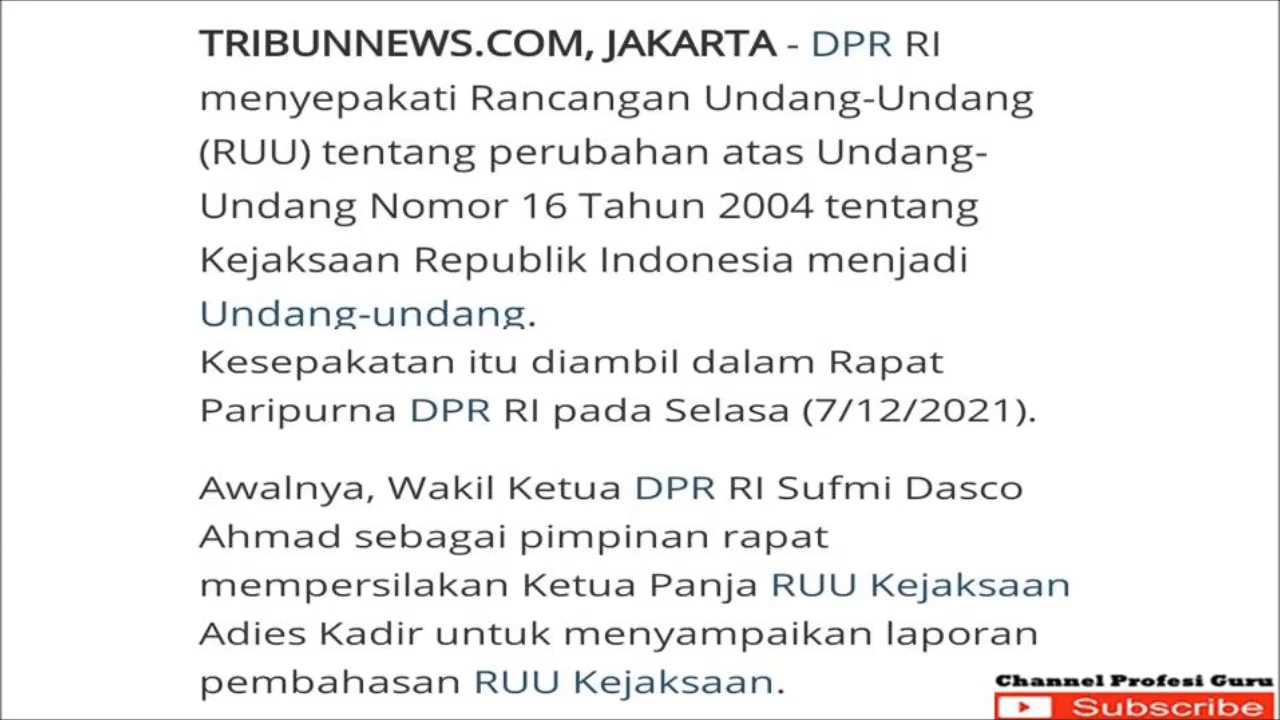 TRIBUNNEWS.COM, JAKARTA - DPR RI
menyepakati Rancangan Undang-Undang
(RUU) tentang perubahan atas Undang-
Undang Nomor 16 Tahun 2004 tentang
Kejaksaan Republik Indonesia menjadi
Undang-undang.
Kesepakatan itu diambil dalam Rapat
Paripurna DPR RI pada Selasa (7/12/2021).
Awalnya, Wakil Ketua DPR RI Sufmi Dasco
Ahmad sebagai pimpinan rapat
mempersilakan Ketua Panja RUU Kejaksaan
Adies Kadir untuk menyampaikan laporan
pembahasan RUU Kejaksaan.
Channel Profesi Guru
Subscribe